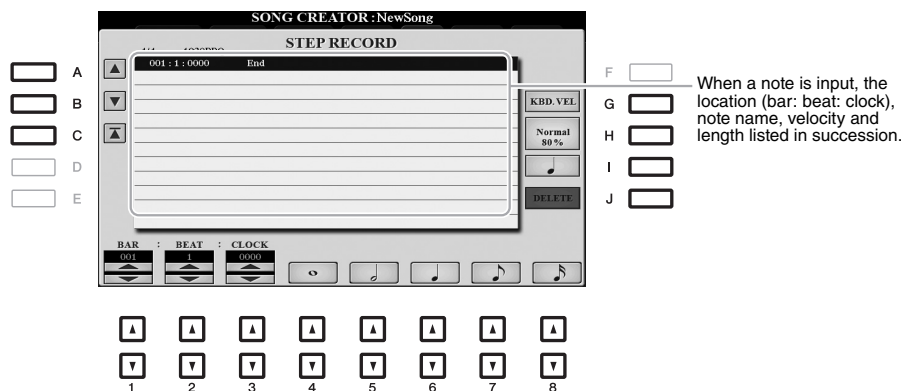 SONG CREATOR : NewSong
STEP RECORD
001 : 1 : 0000 End
A
B
C
D
E
F
G
H
I
J
KBD. VEL
Normal
80%
DELETE
When a note is input, the
location (bar: beat: clock),
note name, velocity and
length listed in succession.
BAR : BEAT : CLOCK
001 1 0000
1 2 3 4 5 6 7 8